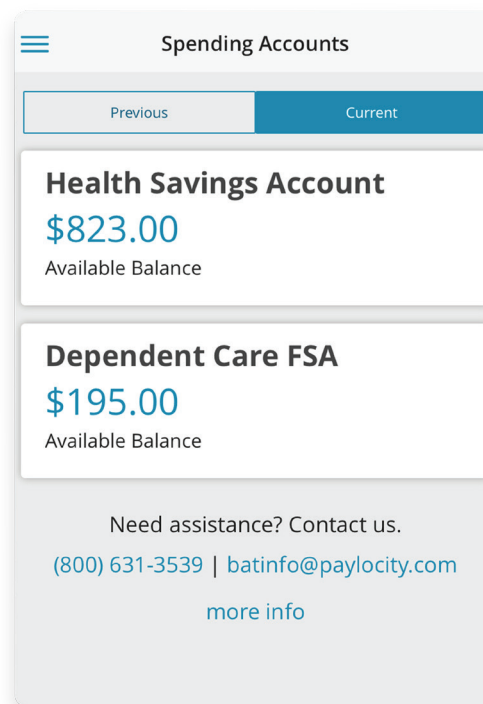 Spending Accounts
Previous
Current
Health Savings Account
$823.00
Available Balance
Dependent Care FSA
$195.00
Available Balance
Need assistance? Contact us.
(800) 631-3539 | batinfo@paylocity.com
more info